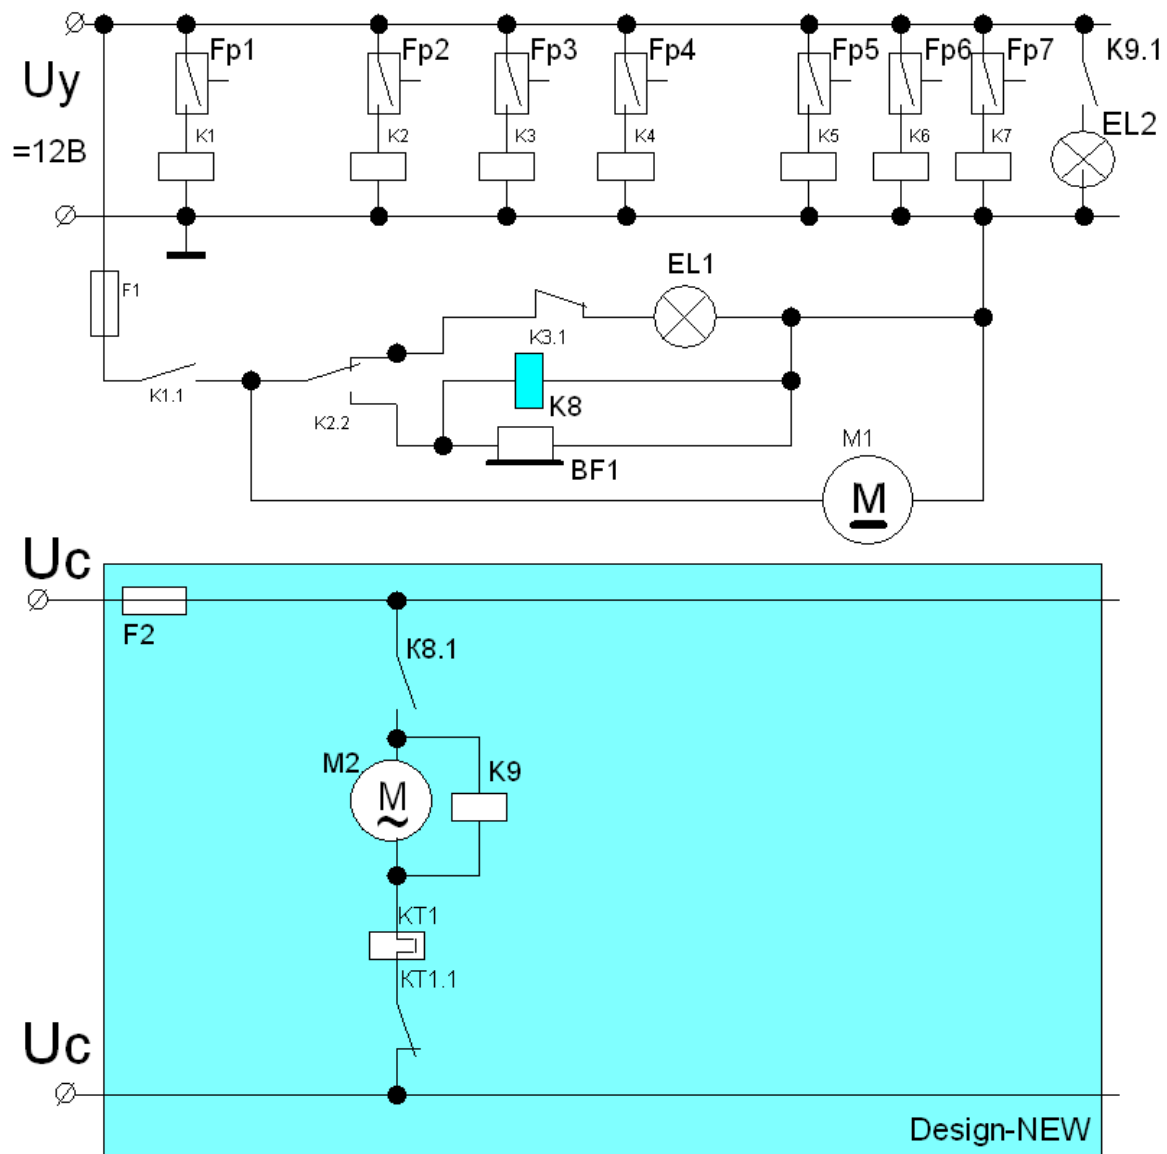 Fp1 Fp2 Fp3 Fp4 Fp5 Fp6 Fp7 K9.1
Uy
K1 K2 K3 K4 K5 K6 K7 EL2
=12В
EL1
F1
K3.1
K1.1 K2.2 K8
M1
BF1
M
Uc
F2
K8.1
M2 K9
M
~
KT1
KT1.1
Uc
Design-NEW